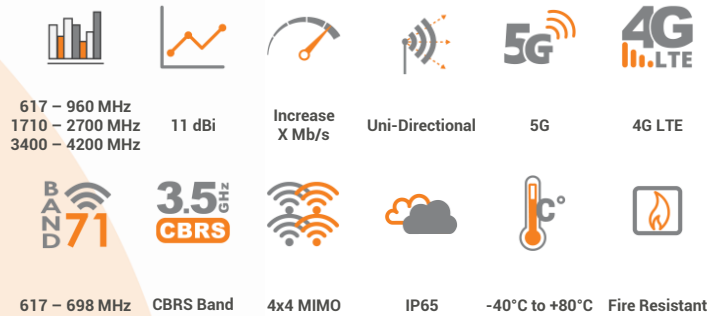 5G
4G
LTE
617 – 960 MHz
1710 – 2700 MHz
3400 – 4200 MHz
11 dBi
Increase
X Mb/s
Uni-Directional
5G
4G LTE
BAND
71
3.5 GHz
CBRS
C°
617 – 698 MHz
CBRS Band
4x4 MIMO
IP65
-40°C to +80°C
Fire Resistant